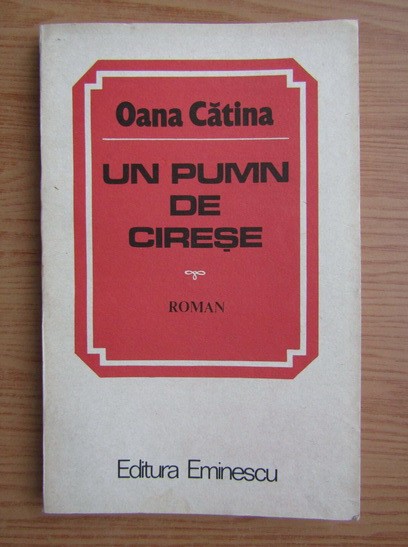 Oana Cătina
UN PUMN
DE
CIREȘE
ROMAN
Editura Eminescu